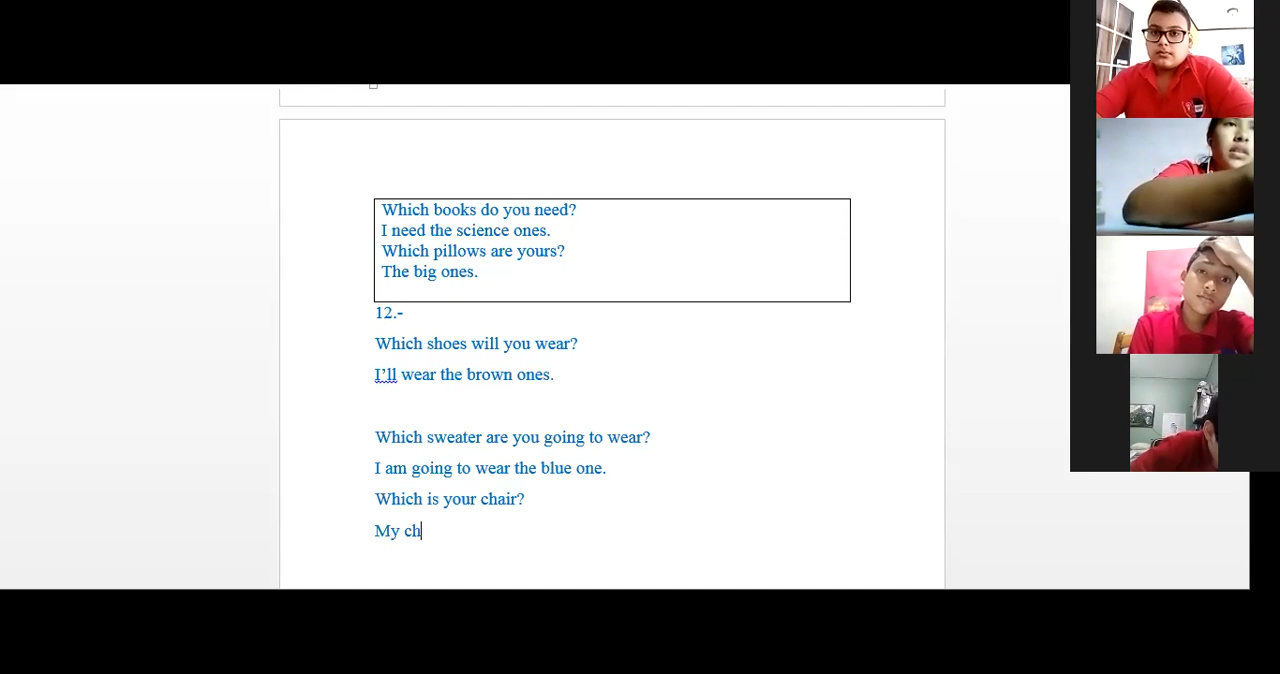 Which books do you need?
I need the science ones.
Which pillows are yours?
The big ones.
12.-
Which shoes will you wear?
I'll wear the brown ones.
Which sweater are you going to wear?
I am going to wear the blue one.
Which is your chair?
My ch